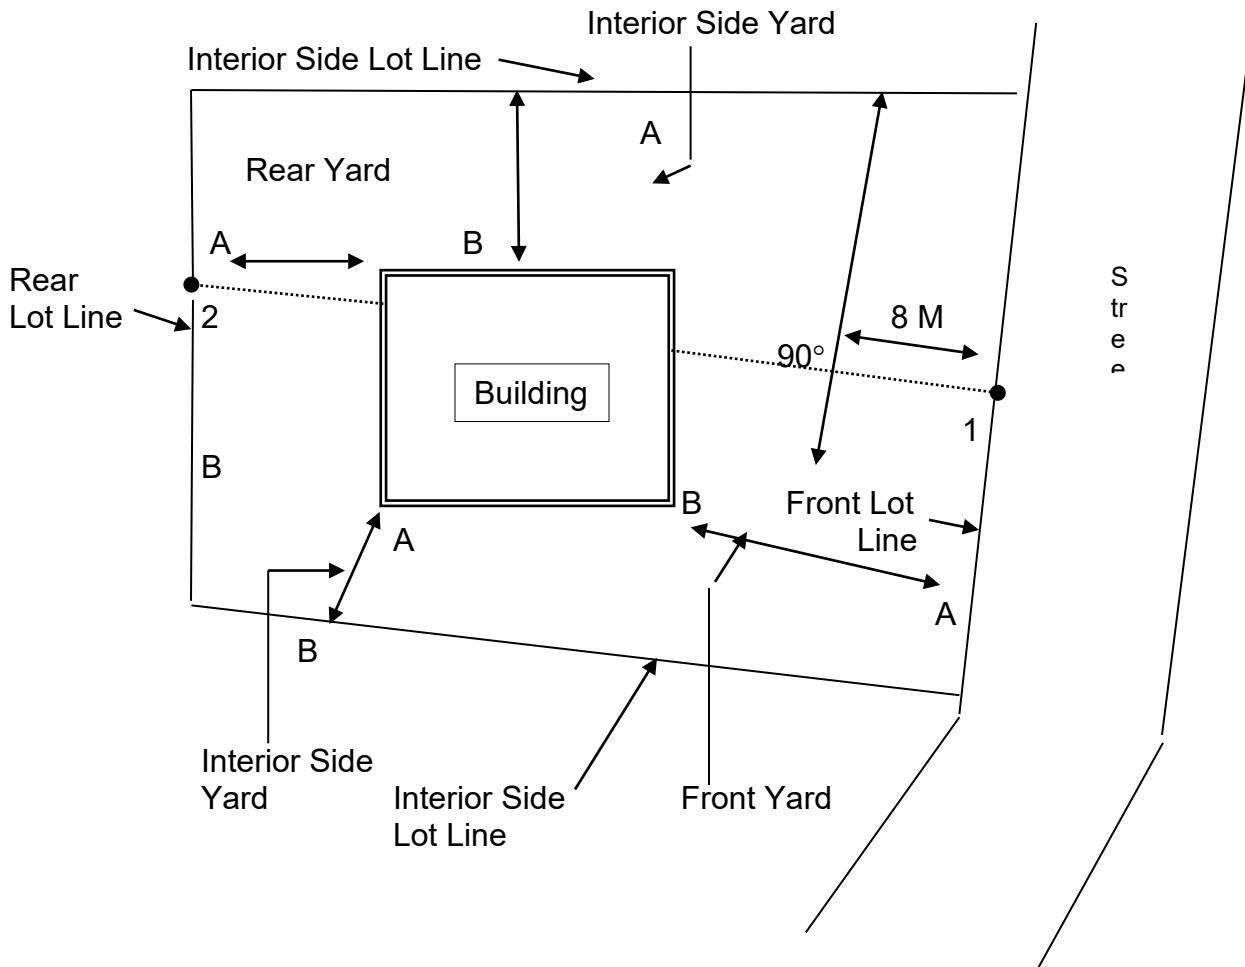 Interior Side Yard
Interior Side Lot Line
A
Rear Yard
B
A
Rear
Lot Line
2
S
tr
e
e
8 M
90°
Building
1
B
B
Front Lot
Line
A
A
B
Interior Side
Yard
Interior Side
Lot Line
Front Yard